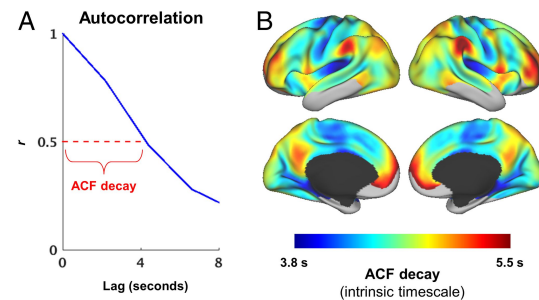 A
Autocorrelation
1
0.5
0
r
ACF decay
0
4
8
Lag (seconds)
B
3.8 s
5.5 s
ACF decay
(intrinsic timescale)